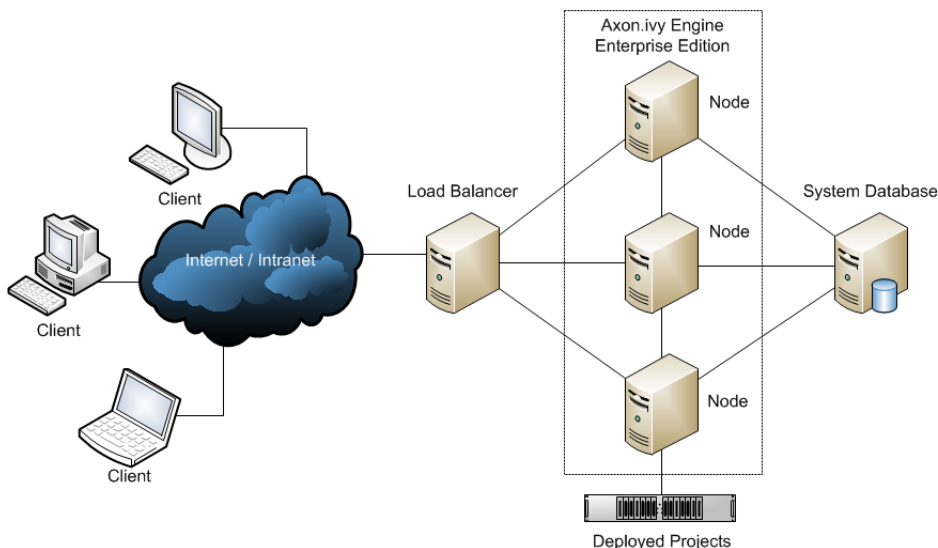 Axon.ivy Engine
Enterprise Edition
Node
Client
Load Balancer
System Database
Node
Internet / Intranet
Client
Node
Client
Deployed Projects